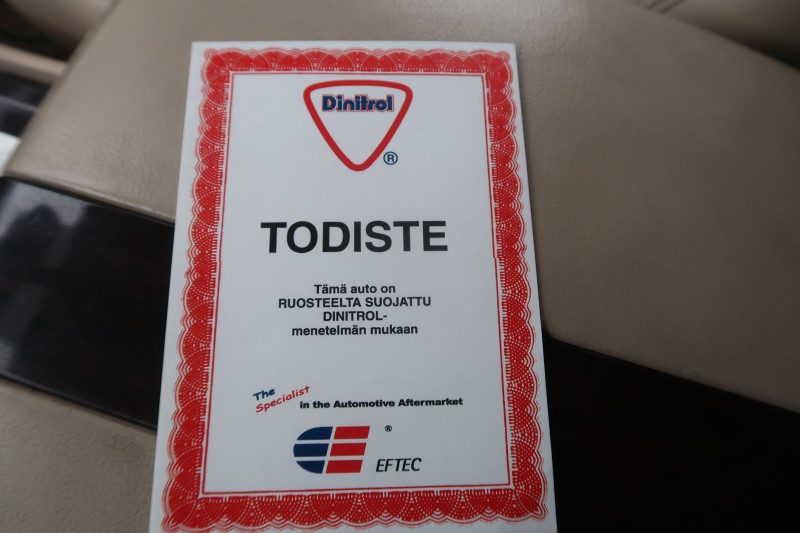 Dinitrol
®
TODISTE
Tämä auto on
RUOSTEELTA SUOJATTU
DINITROL-
menetelmän mukaan
The
Specialist in the Automotive Aftermarket
®
EFTEC